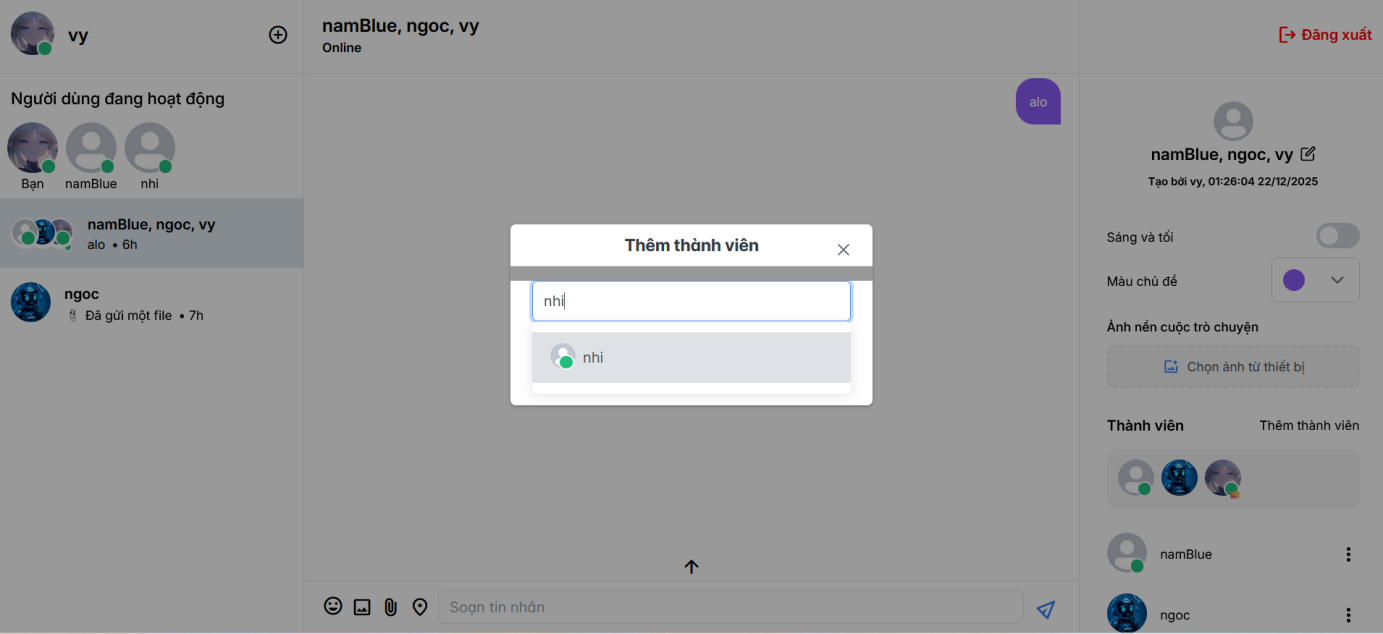 vy
Người dùng đang hoạt động
Bạn
namBlue
nhi
namBlue, ngoc, vy
alo • 6h
ngoc
Đã gửi một file • 7h
namBlue, ngoc, vy
Online
alo
Thêm thành viên
nhi
nhi
Soạn tin nhắn
Đăng xuất
namBlue, ngoc, vy
Tạo bởi vy, 01:26:04 22/12/2025
Sáng và tối
Màu chủ đề
Ảnh nền cuộc trò chuyện
Chọn ảnh từ thiết bị
Thành viên
Thêm thành viên
namBlue
ngoc